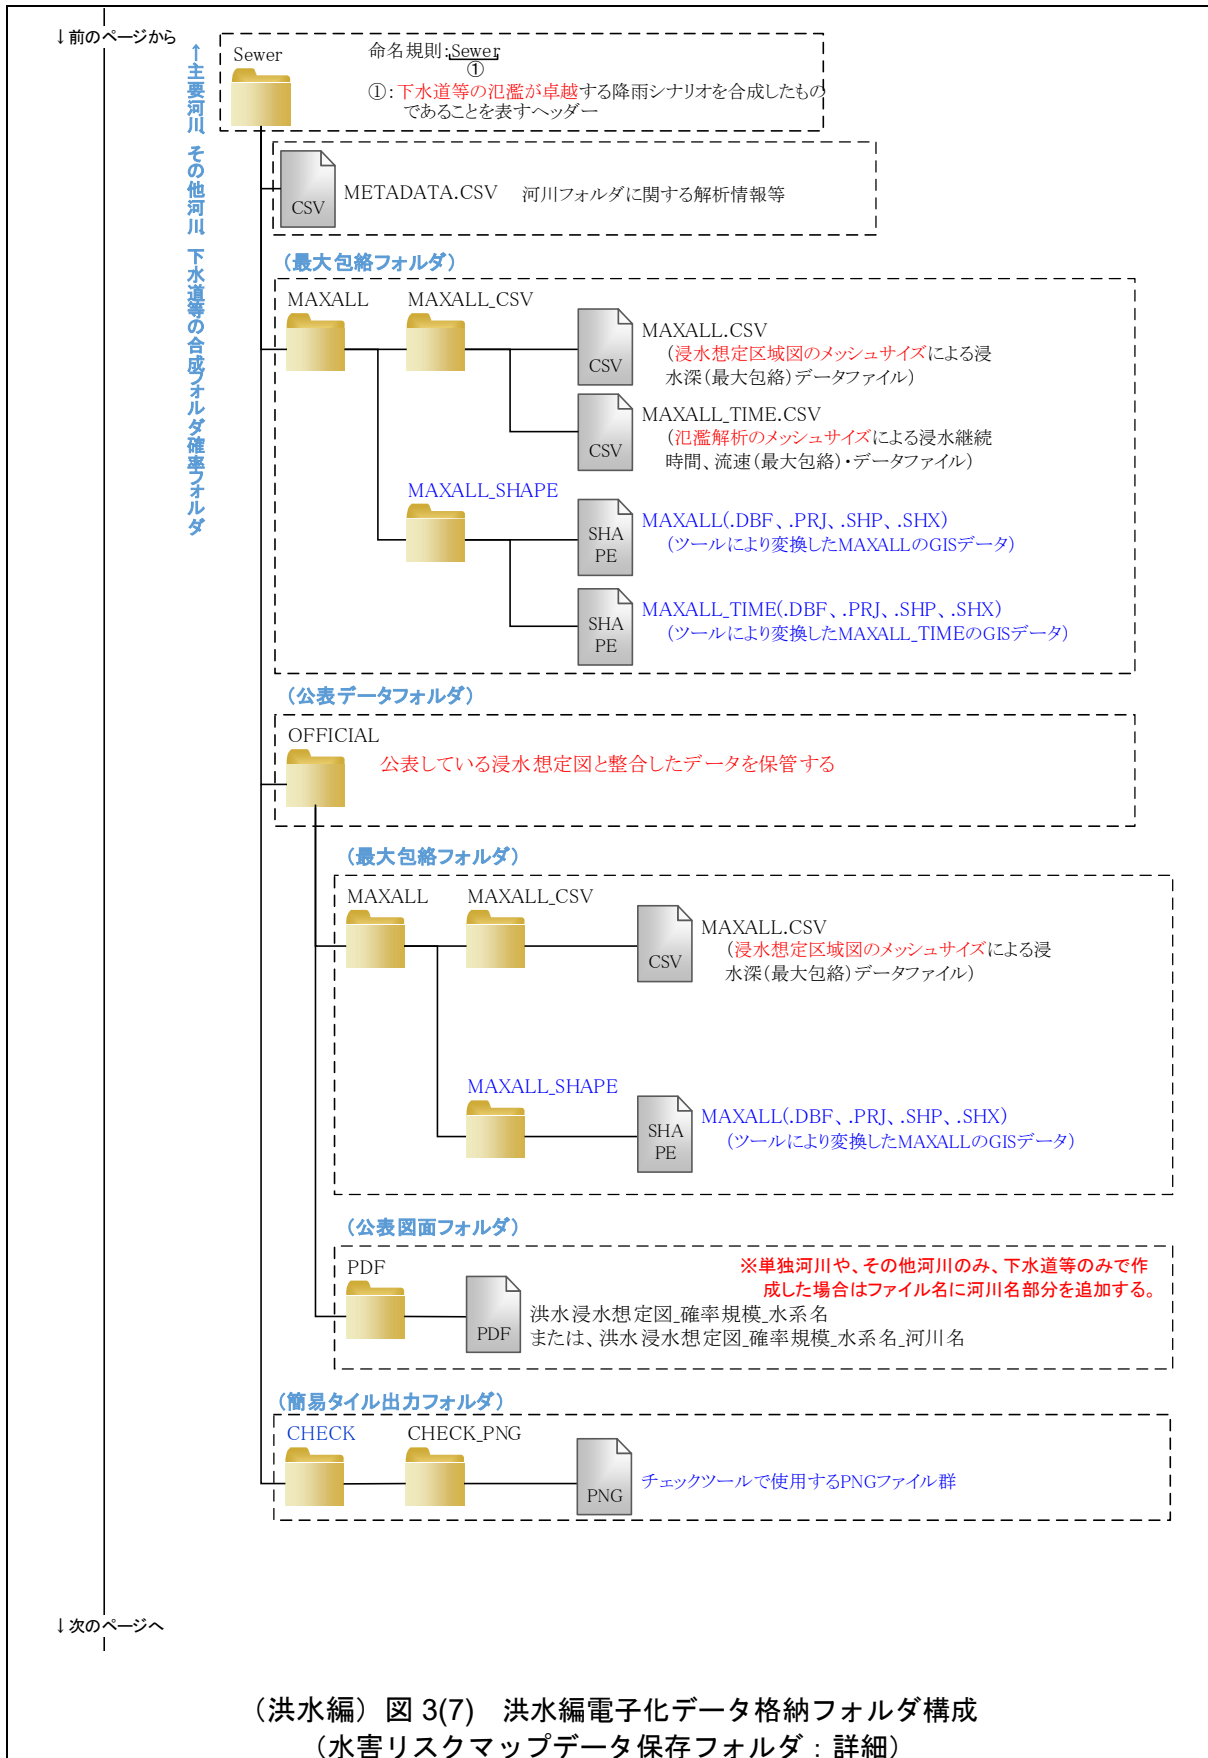 ↓前のページから
↑主要河川、その他河川、下水道等の合成フォルダ確率フォルダ
Sewer
命名規則:Sewer
①
①:下水道等の氾濫が卓越する降雨シナリオを合成したもの
であることを表すヘッダー
CSV
METADATA.CSV 河川フォルダに関する解析情報等
（最大包絡フォルダ）
MAXALL
MAXALL_CSV
CSV
MAXALL.CSV
（浸水想定区域図のメッシュサイズによる浸
水深(最大包絡)データファイル）
CSV
MAXALL_TIME.CSV
（氾濫解析のメッシュサイズによる浸水継続
時間、流速(最大包絡)・データファイル）
MAXALL_SHAPE
SHA
PE
MAXALL(.DBF、.PRJ、.SHP、.SHX)
（ツールにより変換したMAXALLのGISデータ）
SHA
PE
MAXALL_TIME(.DBF、.PRJ、.SHP、.SHX)
（ツールにより変換したMAXALL_TIMEのGISデータ）
（公表データフォルダ）
OFFICIAL
公表している浸水想定図と整合したデータを保管する
（最大包絡フォルダ）
MAXALL
MAXALL_CSV
CSV
MAXALL.CSV
（浸水想定区域図のメッシュサイズによる浸
水深(最大包絡)データファイル）
MAXALL_SHAPE
SHA
PE
MAXALL(.DBF、.PRJ、.SHP、.SHX)
（ツールにより変換したMAXALLのGISデータ）
（公表図面フォルダ）
PDF
※単独河川や、その他河川のみ、下水道等のみで作
成した場合はファイル名に河川名部分を追加する。
PDF
洪水浸水想定図_確率規模_水系名
または、洪水浸水想定図_確率規模_水系名_河川名
（簡易タイル出力フォルダ）
CHECK
CHECK_PNG
PNG
チェックツールで使用するPNGファイル群
↓次のページへ
（洪水編）図 3(7)　洪水編電子化データ格納フォルダ構成
（水害リスクマップデータ保存フォルダ：詳細）